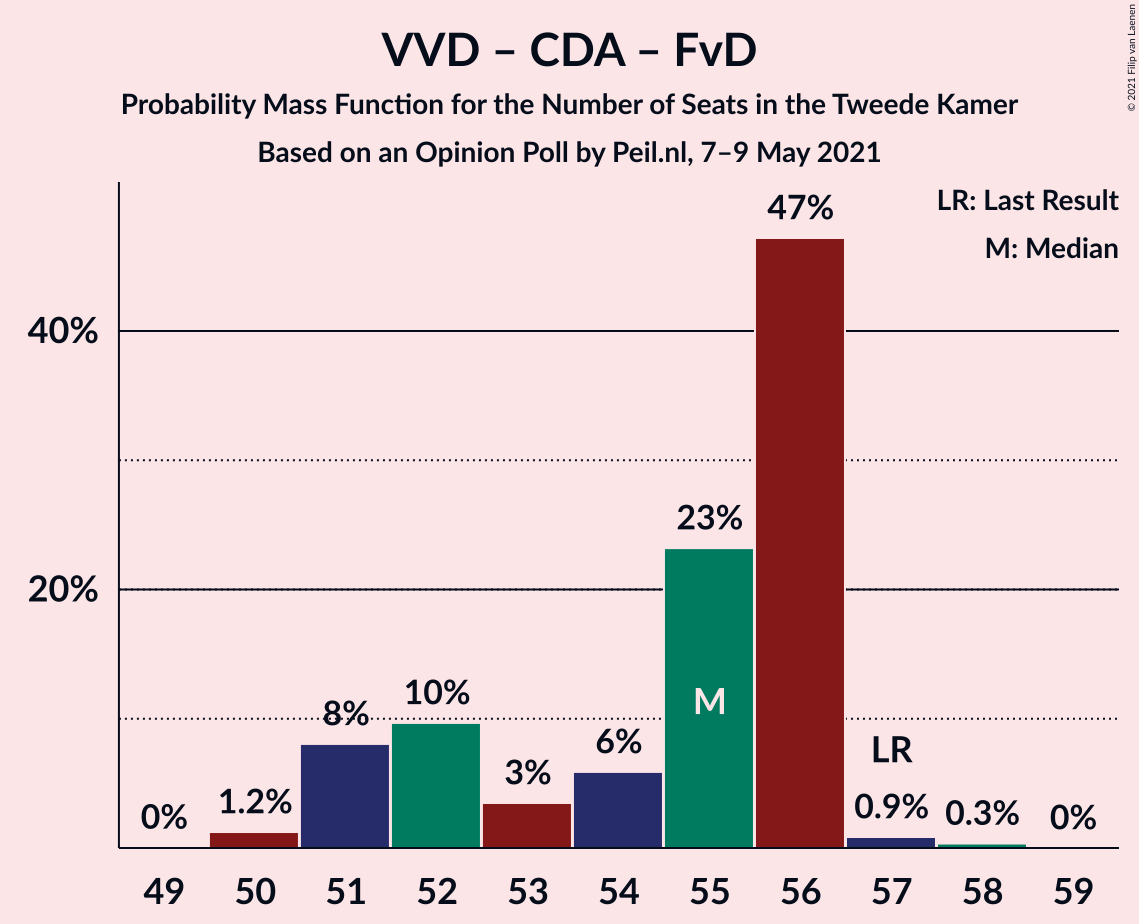 VVD – CDA – FvD
Probability Mass Function for the Number of Seats in the Tweede Kamer
Based on an Opinion Poll by Peil.nl, 7–9 May 2021
© 2021 Filip van Laenen
LR: Last Result
M: Median
40%
20%
0%
1.2%
8%
10%
3%
6%
23%
M
47%
LR
0.9%
0.3%
0%
49 50 51 52 53 54 55 56 57 58 59